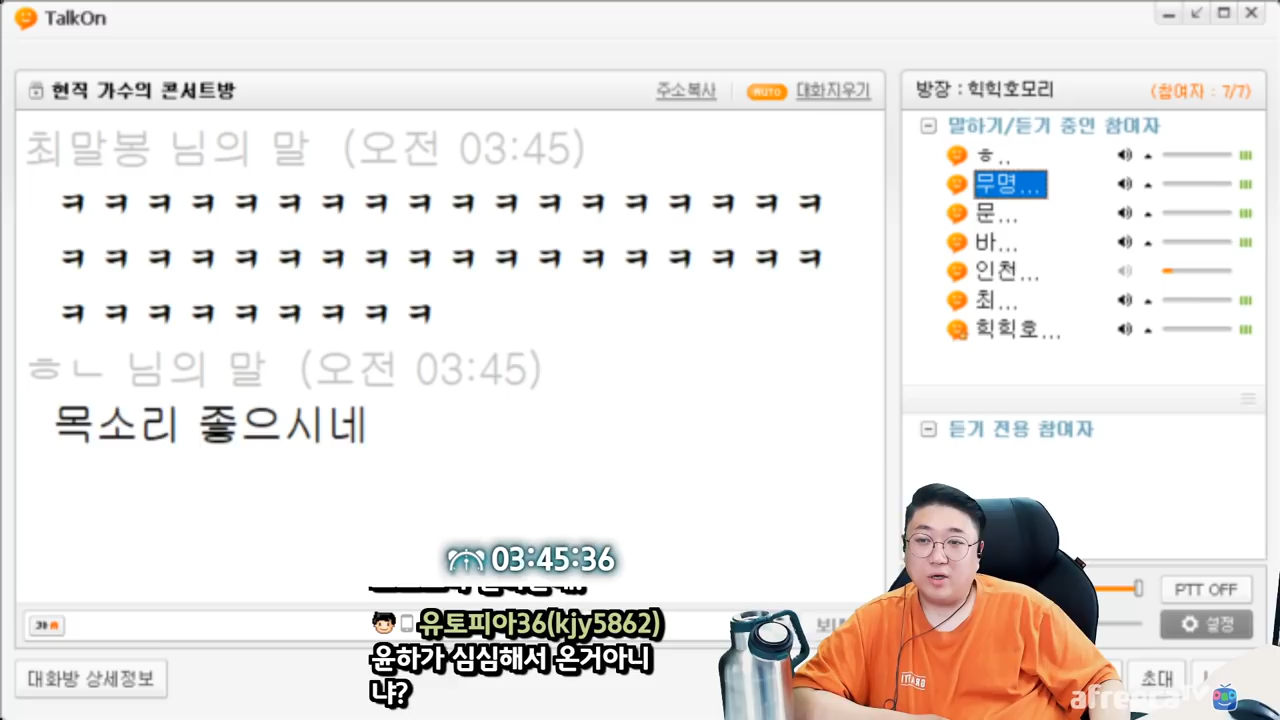 TalkOn
현직 가수의 콘서트방
주소복사
AUTO
대화지우기
방장 : 힉힉호모리
(참여자 : 7/7)
최말봉 님의 말 (오전 03:45)
ㅋㅋㅋㅋㅋㅋㅋㅋㅋㅋㅋㅋㅋㅋㅋㅋㅋㅋ
ㅋㅋㅋㅋㅋㅋㅋㅋㅋㅋㅋㅋㅋㅋㅋㅋㅋㅋ
ㅋㅋㅋㅋㅋㅋㅋㅋㅋ
ㅎㄴ 님의 말 (오전 03:45)
목소리 좋으시네
말하기/듣기 중인 참여자
ㅎ..
무명...
문...
바...
인천...
최...
힉힉호...
듣기 전용 참여자
03:45:36
유토피아36(kjy5862)
윤하가 심심해서 온거아니
냐?
가
PTT OFF
설정
대화방 상세정보
초대
afreecaTV